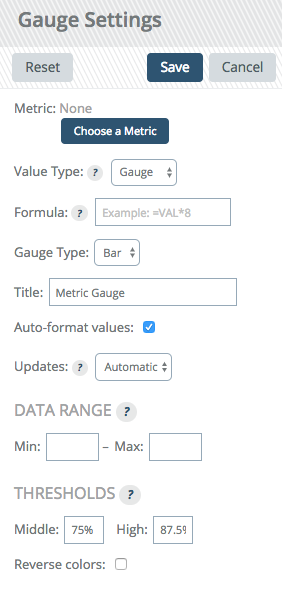 Gauge Settings
Reset Save Cancel
Metric: None
Choose a Metric
Value Type: ? Gauge
Formula: ? Example: =VAL*8
Gauge Type: Bar
Title: Metric Gauge
Auto-format values:
Updates: ? Automatic
DATA RANGE ?
Min: – Max:
THRESHOLDS ?
Middle: 75% High: 87.5%
Reverse colors: